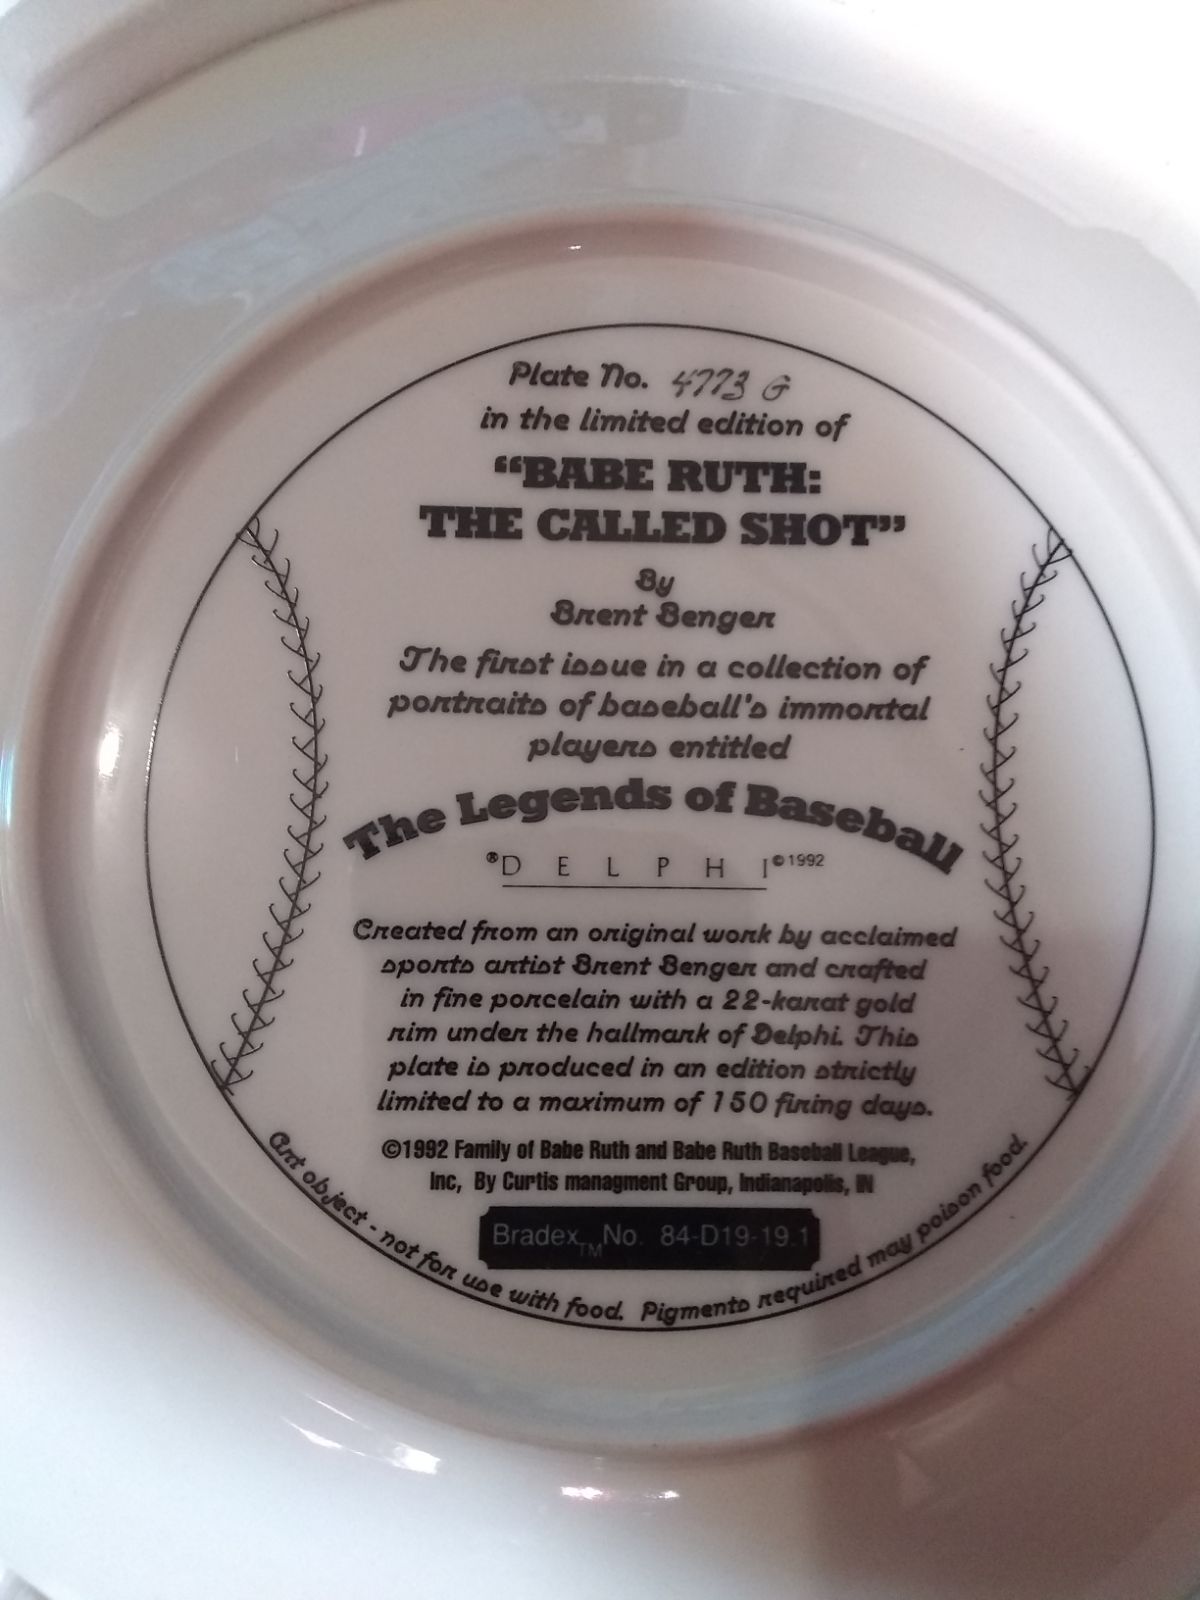 Plate No. 4773 G
in the limited edition of
“BABE RUTH:
THE CALLED SHOT”
By
Brent Benger
The first issue in a collection of
portraits of baseball's immortal
players entitled
The Legends of Baseball
®DELPHI©1992
Created from an original work by acclaimed
sports artist Brent Benger and crafted
in fine porcelain with a 22-karat gold
rim under the hallmark of Delphi. This
plate is produced in an edition strictly
limited to a maximum of 150 firing days.
©1992 Family of Babe Ruth and Babe Ruth Baseball League,
Inc, By Curtis managment Group, Indianapolis, IN
Bradex™No. 84-D19-19.1
Art object - not for use with food. Pigments required may poison food.